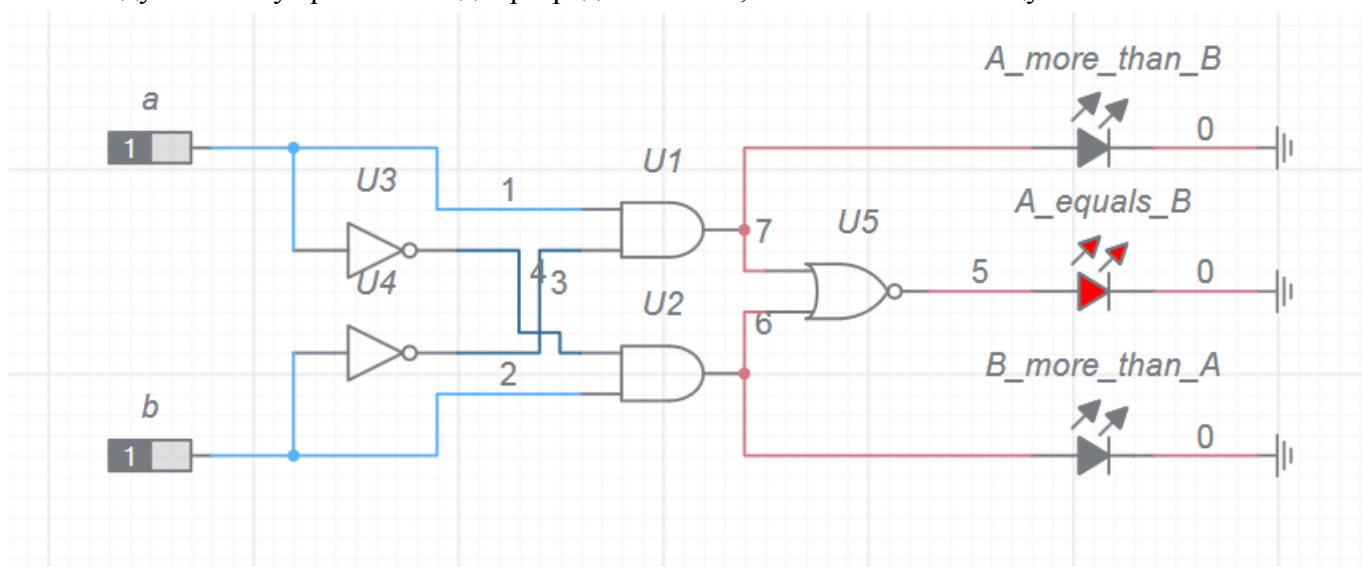 A_more_than_B
a
1
0
U3
U1
1
A_equals_B
U5
7
4
3
U4
5
0
U2
6
2
B_more_than_A
b
0
1